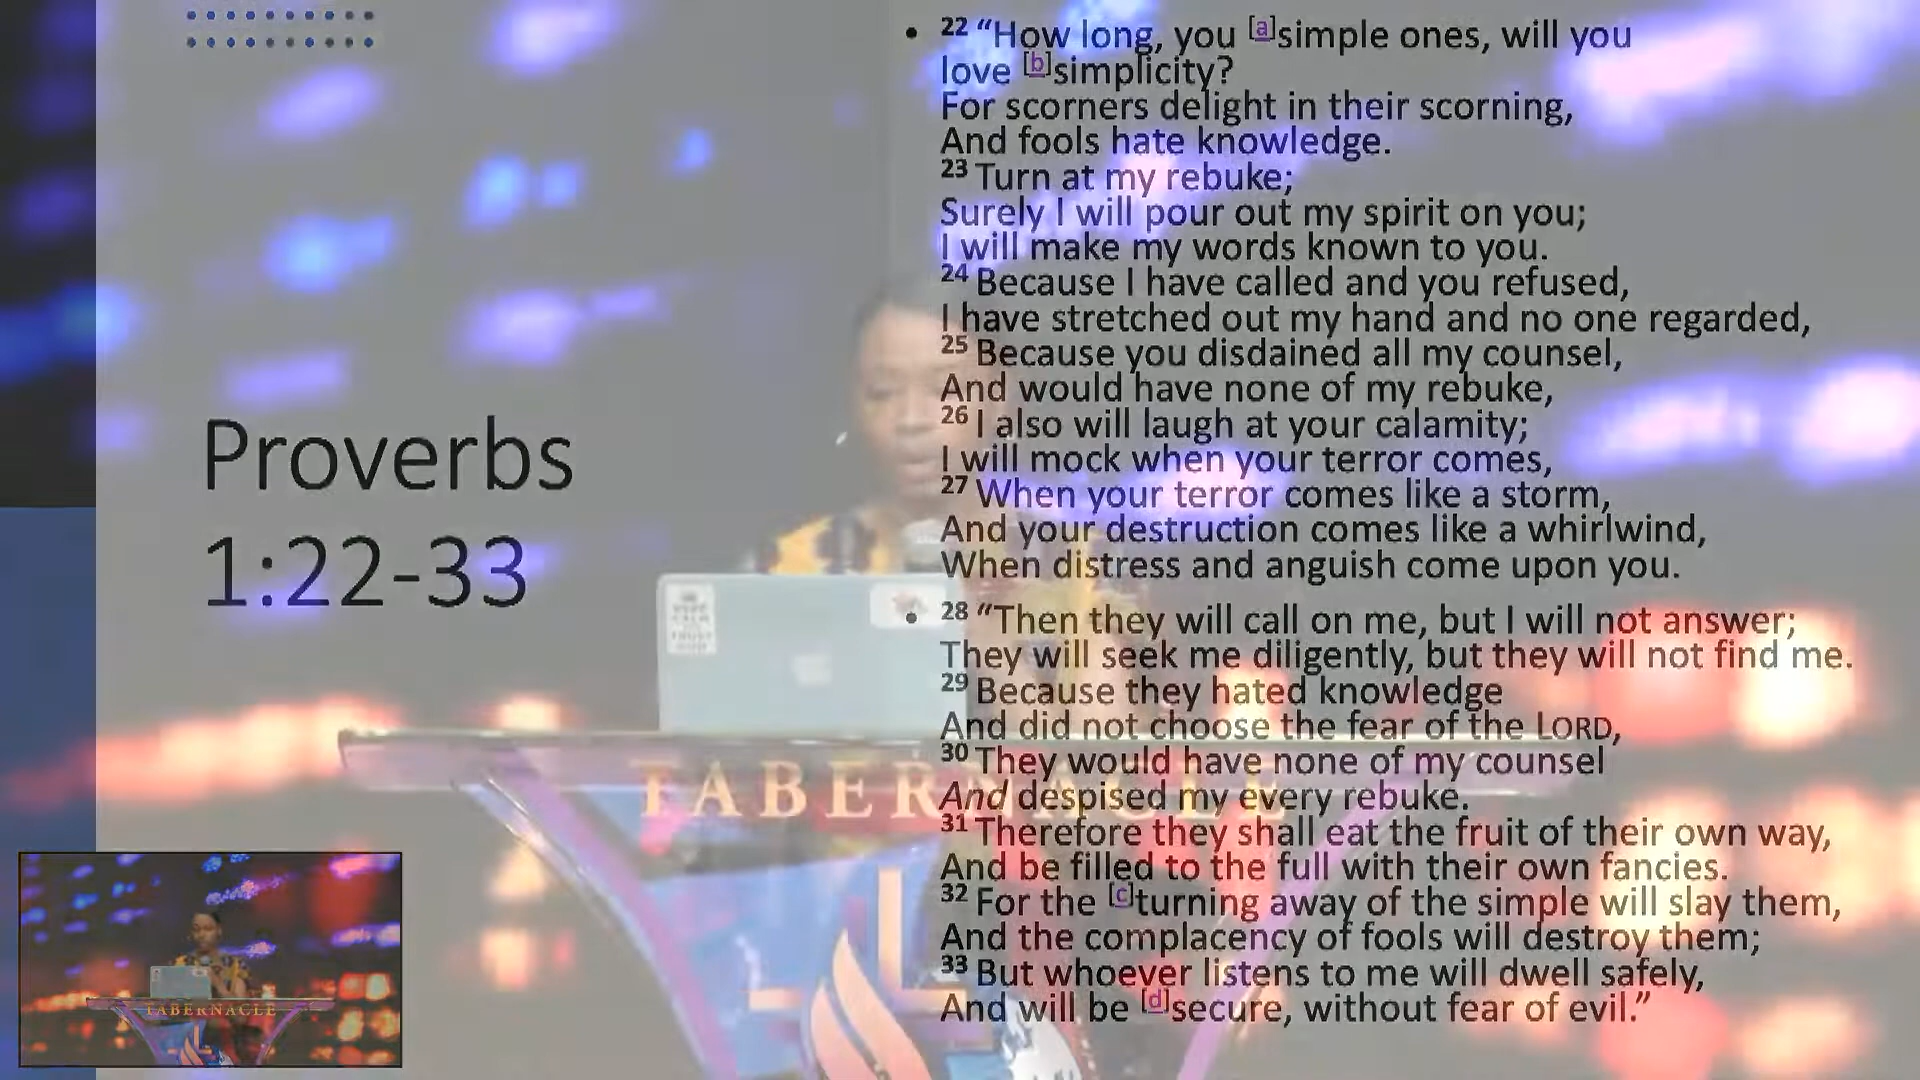 Proverbs
1:22-33
• 22 “How long, you [a]simple ones, will you
love [b]simplicity?
For scorners delight in their scorning,
And fools hate knowledge.
23 Turn at my rebuke;
Surely I will pour out my spirit on you;
I will make my words known to you.
24 Because I have called and you refused,
I have stretched out my hand and no one regarded,
25 Because you disdained all my counsel,
And would have none of my rebuke,
26 I also will laugh at your calamity;
I will mock when your terror comes,
27 When your terror comes like a storm,
And your destruction comes like a whirlwind,
When distress and anguish come upon you.
• 28 “Then they will call on me, but I will not answer;
They will seek me diligently, but they will not find me.
29 Because they hated knowledge
And did not choose the fear of the LORD,
30 They would have none of my counsel
And despised my every rebuke.
31 Therefore they shall eat the fruit of their own way,
And be filled to the full with their own fancies.
32 For the [c]turning away of the simple will slay them,
And the complacency of fools will destroy them;
33 But whoever listens to me will dwell safely,
And will be [d]secure, without fear of evil.”
TABERNACLE
TABERNACLE